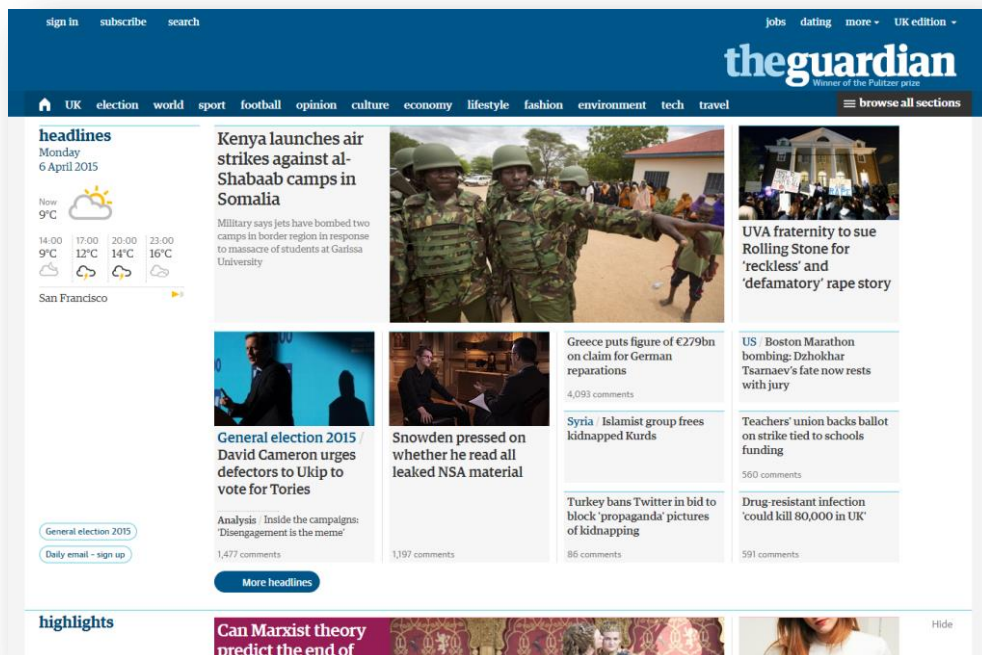 sign in subscribe search
jobs dating more UK edition
theguardian
Winner of the Pulitzer prize
UK election world sport football opinion culture economy lifestyle fashion environment tech travel
browse all sections
headlines
Monday
6 April 2015
Now
9°C
14:00 17:00 20:00 23:00
9°C 12°C 14°C 16°C
San Francisco
General election 2015
Daily email - sign up
Kenya launches air
strikes against al-
Shabaab camps in
Somalia
Military says jets have bombed two
camps in border region in response
to massacre of students at Garissa
University
UVA fraternity to sue
Rolling Stone for
'reckless' and
'defamatory' rape story
General election 2015 /
David Cameron urges
defectors to Ukip to
vote for Tories
Analysis / Inside the campaigns:
'Disengagement is the meme'
1,477 comments
Snowden pressed on
whether he read all
leaked NSA material
1,197 comments
Greece puts figure of €279bn
on claim for German
reparations
4,093 comments
Syria / Islamist group frees
kidnapped Kurds
Turkey bans Twitter in bid to
block 'propaganda' pictures
of kidnapping
86 comments
US / Boston Marathon
bombing: Dzhokhar
Tsarnaev's fate now rests
with jury
Teachers' union backs ballot
on strike tied to schools
funding
560 comments
Drug-resistant infection
'could kill 80,000 in UK'
591 comments
More headlines
highlights
Can Marxist theory
predict the end of
Hide